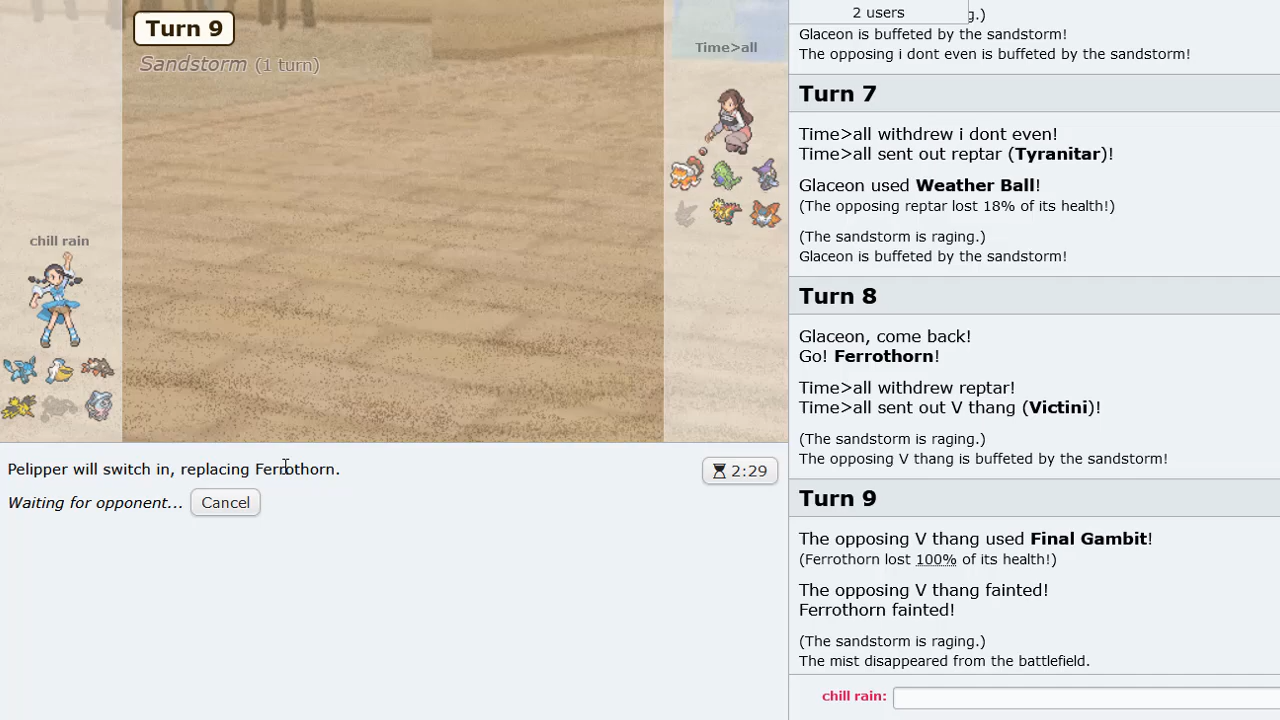 Turn 9
Sandstorm (1 turn)
Time>all
chill rain
Pelipper will switch in, replacing Ferrothorn.
2:29
Waiting for opponent...
Cancel
2 users
g.)
Glaceon is buffeted by the sandstorm!
The opposing i dont even is buffeted by the sandstorm!
Turn 7
Time>all withdrew i dont even!
Time>all sent out reptar (Tyranitar)!
Glaceon used Weather Ball!
(The opposing reptar lost 18% of its health!)
(The sandstorm is raging.)
Glaceon is buffeted by the sandstorm!
Turn 8
Glaceon, come back!
Go! Ferrothorn!
Time>all withdrew reptar!
Time>all sent out V thang (Victini)!
(The sandstorm is raging.)
The opposing V thang is buffeted by the sandstorm!
Turn 9
The opposing V thang used Final Gambit!
(Ferrothorn lost 100% of its health!)
The opposing V thang fainted!
Ferrothorn fainted!
(The sandstorm is raging.)
The mist disappeared from the battlefield.
chill rain: